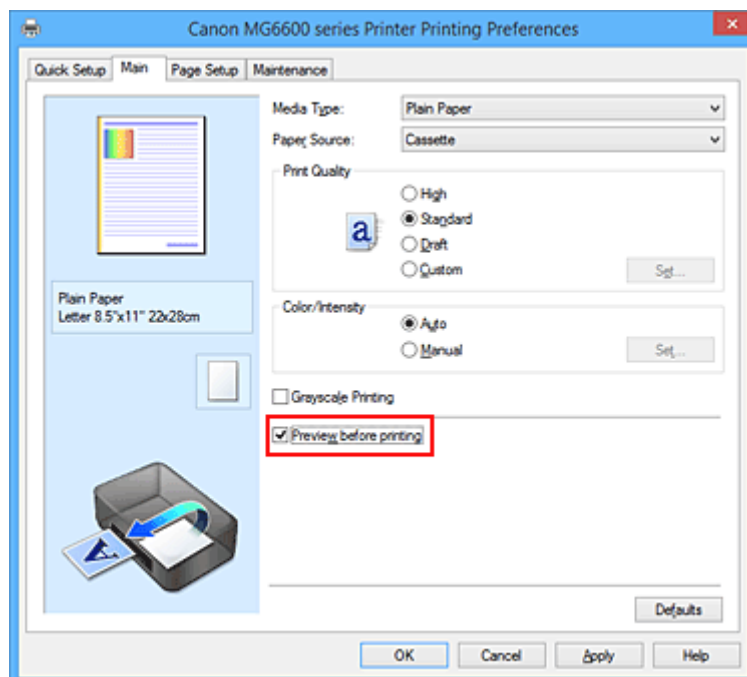 Canon MG6600 series Printer Printing Preferences
Quick Setup Main Page Setup Maintenance
Media Type: Plain Paper
Paper Source: Cassette
Print Quality
High
a Standard
Draft
Custom Set...
Plain Paper
Letter 8.5"x11" 22x28cm
Color/Intensity
Auto
Manual Set...
Grayscale Printing
Preview before printing
A
Defaults
OK Cancel Apply Help